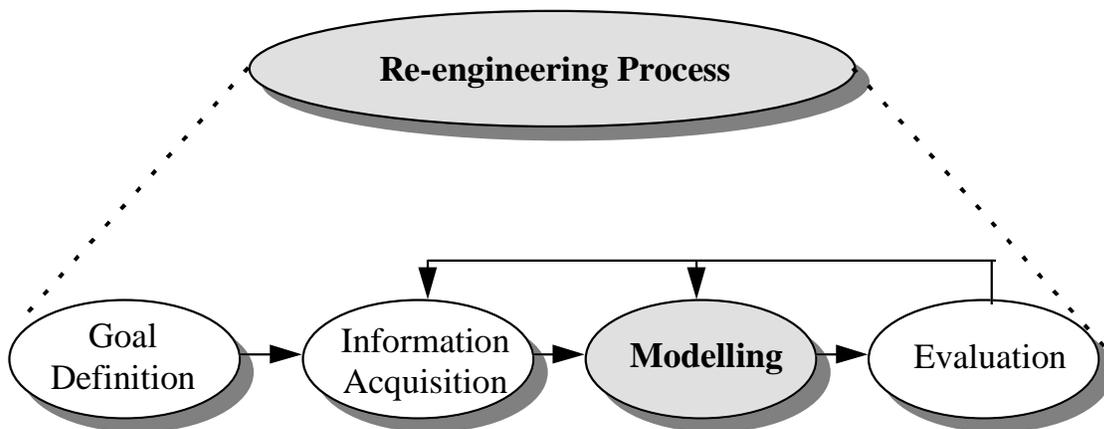 Re-engineering Process
Goal
Definition
Information
Acquisition
Modelling
Evaluation